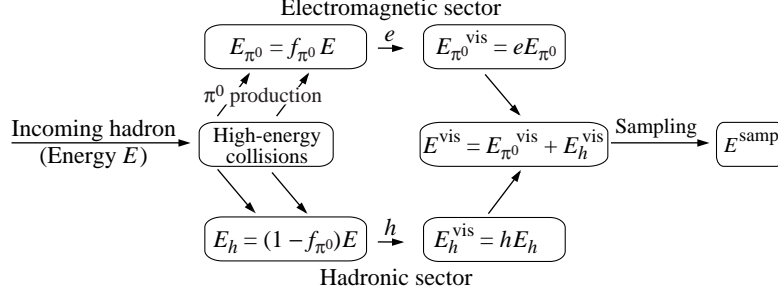 Electromagnetic sector
E_π⁰ = f_π⁰ E
e
E_π⁰^vis = eE_π⁰
π⁰ production
Incoming hadron
(Energy E)
High-energy
collisions
E^vis = E_π⁰^vis + E_h^vis
Sampling
E^samp
E_h = (1 − f_π⁰)E
h
E_h^vis = hE_h
Hadronic sector